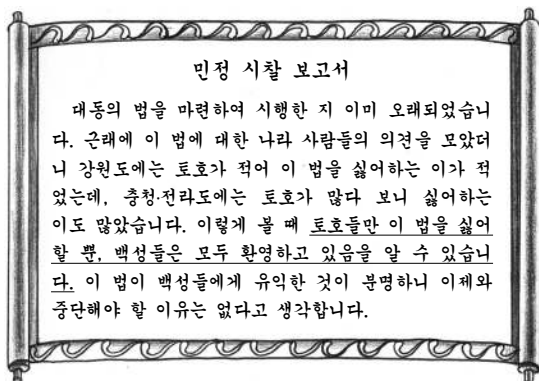 민정 시찰 보고서
대동의 법을 마련하여 시행한 지 이미 오래되었습니
다. 근래에 이 법에 대한 나라 사람들의 의견을 모았더
니 강원도에는 토호가 적어 이 법을 싫어하는 이가 적
었는데, 충청·전라도에는 토호가 많다 보니 싫어하는
이도 많았습니다. 이렇게 볼 때 토호들만 이 법을 싫어
할 뿐, 백성들은 모두 환영하고 있음을 알 수 있습니
다. 이 법이 백성들에게 유익한 것이 분명하니 이제와
중단해야 할 이유는 없다고 생각합니다.